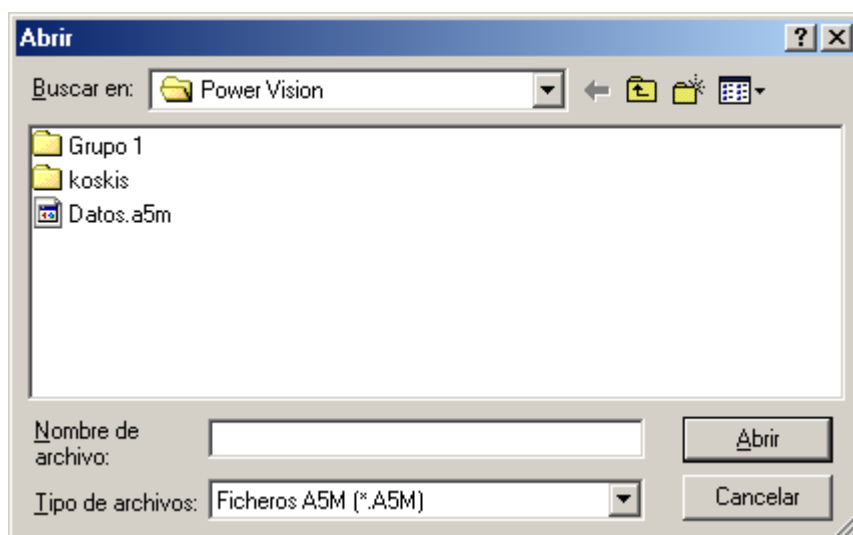 Abrir
Buscar en: Power Vision
Grupo 1
koskis
Datos.a5m
Nombre de
archivo:
Abrir
Tipo de archivos: Ficheros A5M (*.A5M)
Cancelar